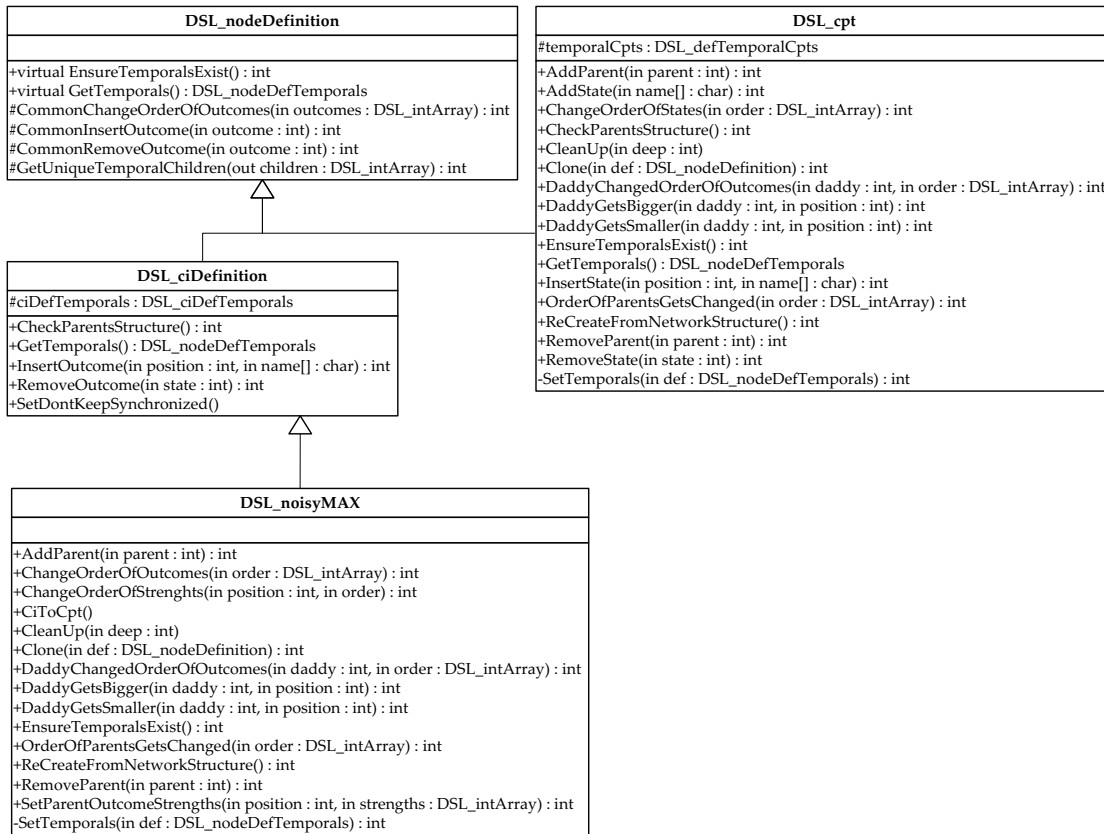 DSL_nodeDefinition
+virtual EnsureTemporalsExist() : int
+virtual GetTemporals() : DSL_nodeDefTemporals
#CommonChangeOrderOfOutcomes(in outcomes : DSL_intArray) : int
#CommonInsertOutcome(in outcome : int) : int
#CommonRemoveOutcome(in outcome : int) : int
#GetUniqueTemporalChildren(out children : DSL_intArray) : int
DSL_cpt
#temporalCpts : DSL_defTemporalCpts
+AddParent(in parent : int) : int
+AddState(in name[] : char) : int
+ChangeOrderOfStates(in order : DSL_intArray) : int
+CheckParentsStructure() : int
+CleanUp(in deep : int)
+Clone(in def : DSL_nodeDefinition) : int
+DaddyChangedOrderOfOutcomes(in daddy : int, in order : DSL_intArray) : int
+DaddyGetsBigger(in daddy : int, in position : int) : int
+DaddyGetsSmaller(in daddy : int, in position : int) : int
+EnsureTemporalsExist() : int
+GetTemporals() : DSL_nodeDefTemporals
+InsertState(in position : int, in name[] : char) : int
+OrderOfParentsGetsChanged(in order : DSL_intArray) : int
+ReCreateFromNetworkStructure() : int
+RemoveParent(in parent : int) : int
+RemoveState(in state : int) : int
-SetTemporals(in def : DSL_nodeDefTemporals) : int
DSL_ciDefinition
#ciDefTemporals : DSL_ciDefTemporals
+CheckParentsStructure() : int
+GetTemporals() : DSL_nodeDefTemporals
+InsertOutcome(in position : int, in name[] : char) : int
+RemoveOutcome(in state : int) : int
+SetDontKeepSynchronized()
DSL_noisyMAX
+AddParent(in parent : int) : int
+ChangeOrderOfOutcomes(in order : DSL_intArray) : int
+ChangeOrderOfStrenghts(in position : int, in order) : int
+CiToCpt()
+CleanUp(in deep : int)
+Clone(in def : DSL_nodeDefinition) : int
+DaddyChangedOrderOfOutcomes(in daddy : int, in order : DSL_intArray) : int
+DaddyGetsBigger(in daddy : int, in position : int) : int
+DaddyGetsSmaller(in daddy : int, in position : int) : int
+EnsureTemporalsExist() : int
+OrderOfParentsGetsChanged(in order : DSL_intArray) : int
+ReCreateFromNetworkStructure() : int
+RemoveParent(in parent : int) : int
+SetParentOutcomeStrengths(in position : int, in strengths : DSL_intArray) : int
-SetTemporals(in def : DSL_nodeDefTemporals) : int